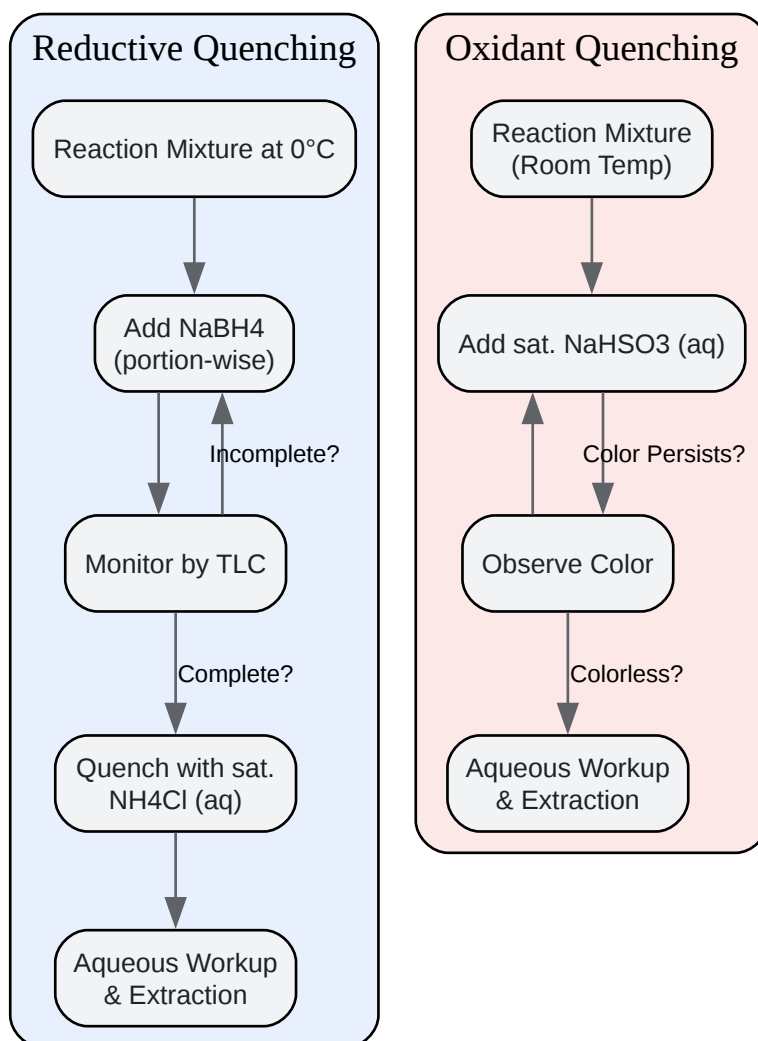 Reductive Quenching
Reaction Mixture at 0°C
Add NaBH4
(portion-wise)
Incomplete?
Monitor by TLC
Complete?
Quench with sat.
NH4Cl (aq)
Aqueous Workup
& Extraction
Oxidant Quenching
Reaction Mixture
(Room Temp)
Add sat. NaHSO3 (aq)
Color Persists?
Observe Color
Colorless?
Aqueous Workup
& Extraction